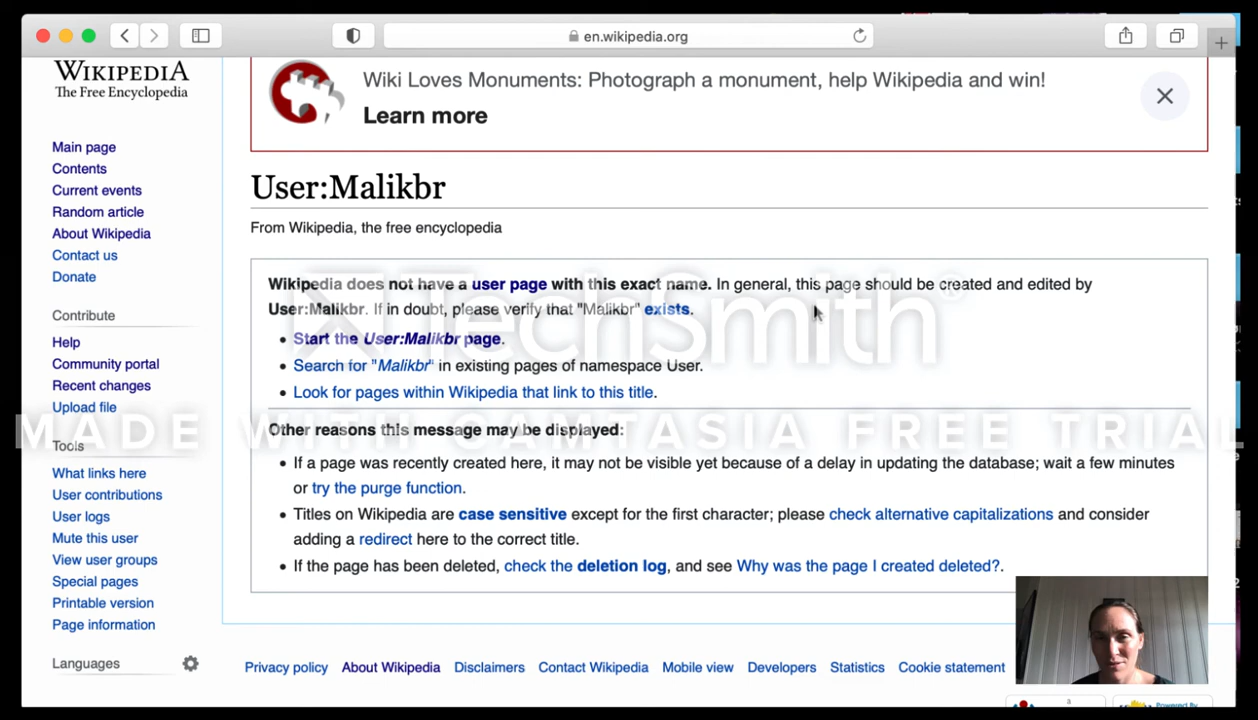 en.wikipedia.org
WIKIPEDIA
The Free Encyclopedia
Wiki Loves Monuments: Photograph a monument, help Wikipedia and win!
Learn more
Main page
Contents
Current events
Random article
About Wikipedia
Contact us
Donate
Contribute
Help
Community portal
Recent changes
Upload file
Tools
What links here
User contributions
User logs
Mute this user
View user groups
Special pages
Printable version
Page information
Languages
User:Malikbr
From Wikipedia, the free encyclopedia
Wikipedia does not have a user page with this exact name. In general, this page should be created and edited by
User:Malikbr. If in doubt, please verify that "Malikbr" exists.
• Start the User:Malikbr page.
• Search for "Malikbr" in existing pages of namespace User.
• Look for pages within Wikipedia that link to this title.
Other reasons this message may be displayed:
• If a page was recently created here, it may not be visible yet because of a delay in updating the database; wait a few minutes
or try the purge function.
• Titles on Wikipedia are case sensitive except for the first character; please check alternative capitalizations and consider
adding a redirect here to the correct title.
• If the page has been deleted, check the deletion log, and see Why was the page I created deleted?.
Privacy policy About Wikipedia Disclaimers Contact Wikipedia Mobile view Developers Statistics Cookie statement
a
Powered By
TechSmith®
MADE WITH CAMTASIA FREE TRIAL